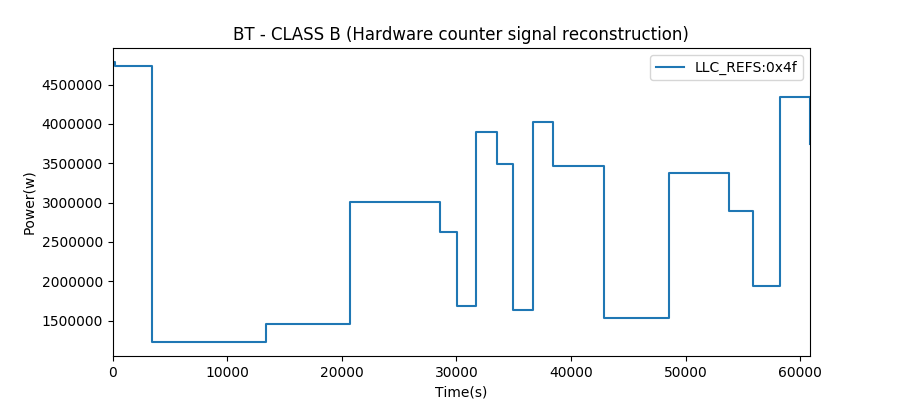 BT - CLASS B (Hardware counter signal reconstruction)
LLC_REFS:0x4f
Power(w)
4500000
4000000
3500000
3000000
2500000
2000000
1500000
0 10000 20000 30000 40000 50000 60000
Time(s)